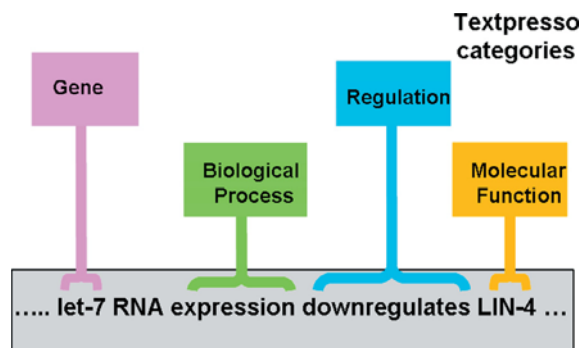 Textpresso
categories
Gene
Regulation
Biological
Process
Molecular
Function
..... let-7 RNA expression downregulates LIN-4 ...